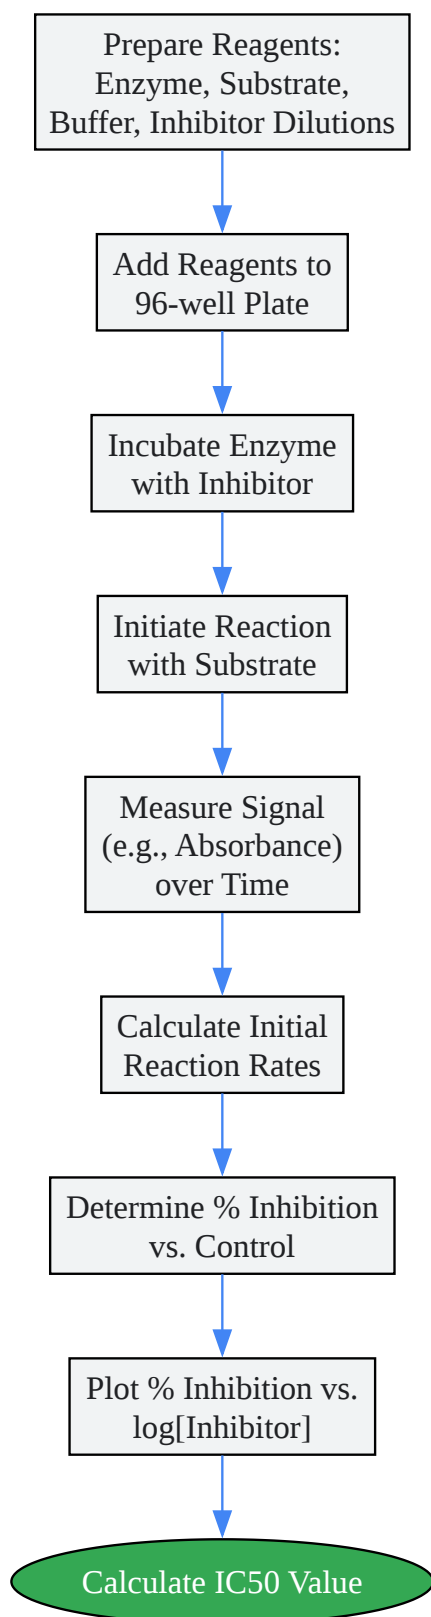 Prepare Reagents:
Enzyme, Substrate,
Buffer, Inhibitor Dilutions
Add Reagents to
96-well Plate
Incubate Enzyme
with Inhibitor
Initiate Reaction
with Substrate
Measure Signal
(e.g., Absorbance)
over Time
Calculate Initial
Reaction Rates
Determine % Inhibition
vs. Control
Plot % Inhibition vs.
log[Inhibitor]
Calculate IC50 Value